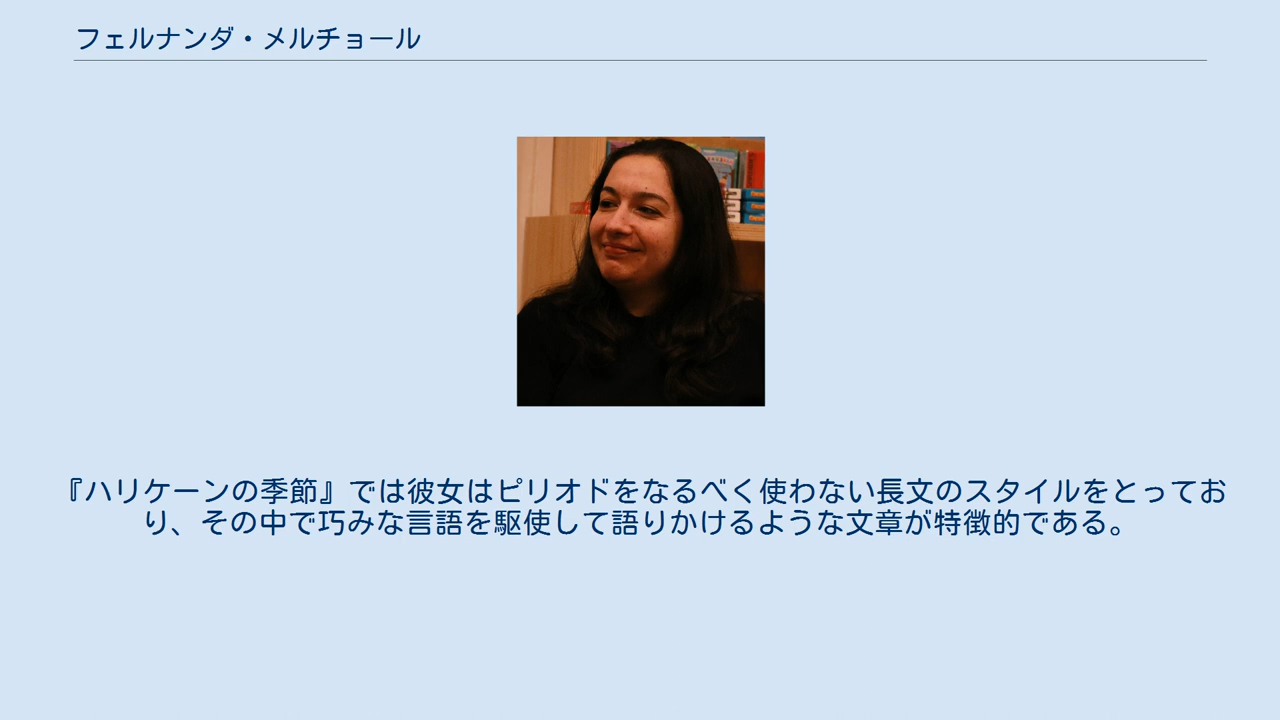 フェルナンダ・メルチョール
『ハリケーンの季節』では彼女はピリオドをなるべく使わない長文のスタイルをとってお
り、その中で巧みな言語を駆使して語りかけるような文章が特徴的である。